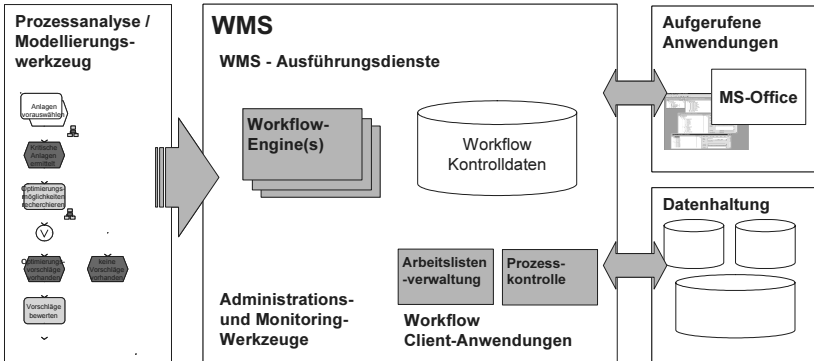 Prozessanalyse /
Modellierungs-
werkzeug
Anlagen
vorauswählen
Kritische
Anlagen
ermittelt
Optimierungs-
möglichkeiten
recherchieren
V
Optimierungs-
vorschläge
vorhanden
keine
Vorschläge
vorhanden
Vorschläge
bewerten
WMS
WMS - Ausführungsdienste
Workflow-
Engine(s)
Workflow
Kontrolldaten
Arbeitslisten
-verwaltung
Prozess-
kontrolle
Administrations-
und Monitoring-
Werkzeuge
Workflow
Client-Anwendungen
Aufgerufene
Anwendungen
MS-Office
Datenhaltung